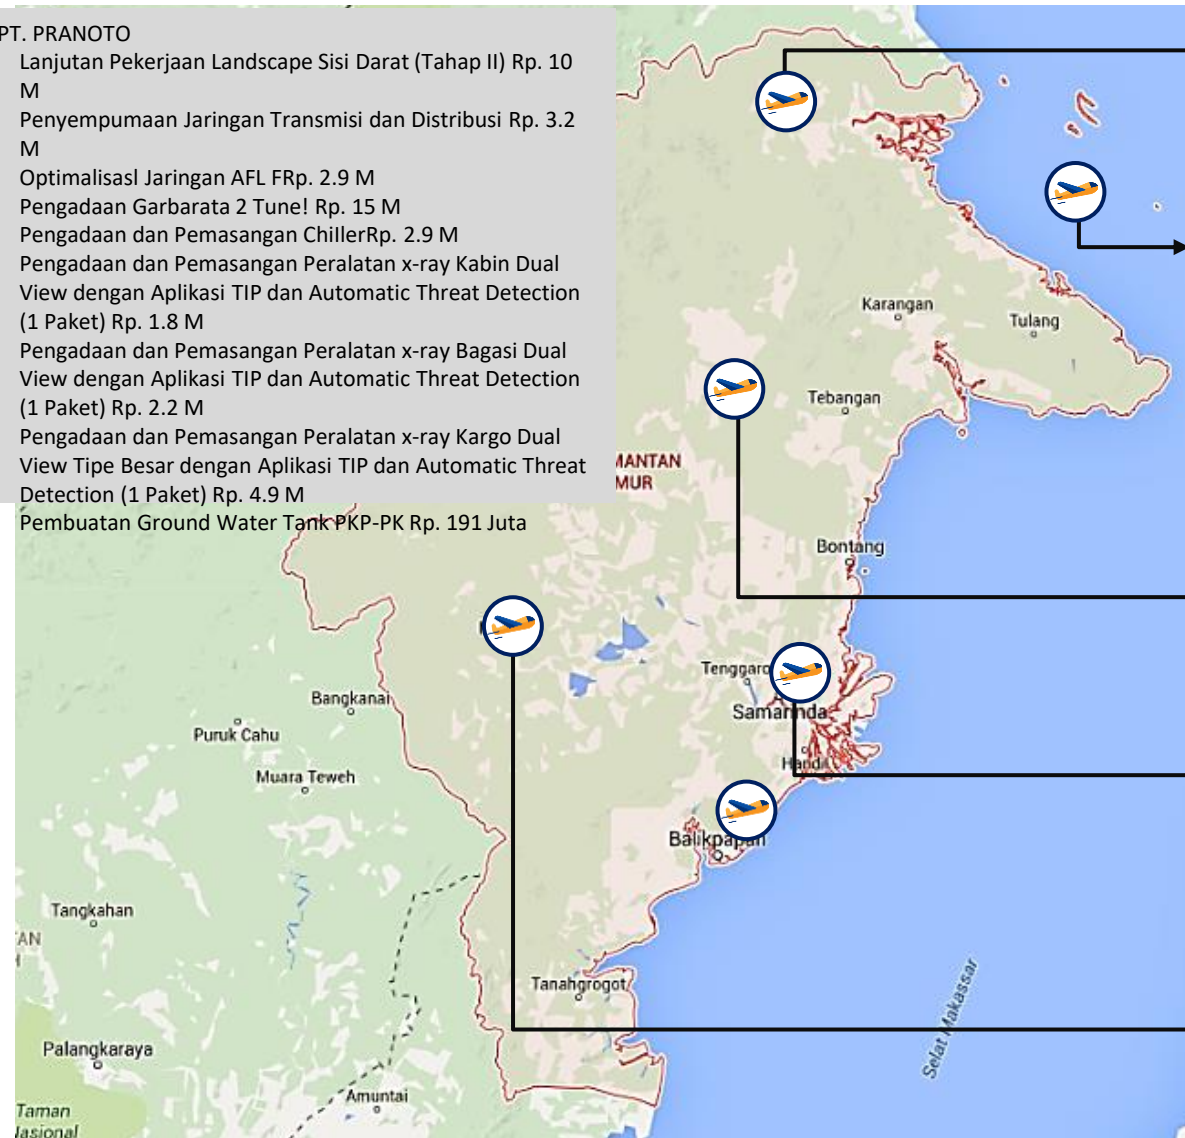 PT. PRANOTO
Lanjutan Pekerjaan Landscape Sisi Darat (Tahap II) Rp. 10
M
Penyempumaan Jaringan Transmisi dan Distribusi Rp. 3.2
M
Optimalisasl Jaringan AFL FRp. 2.9 M
Pengadaan Garbarata 2 Tune! Rp. 15 M
Pengadaan dan Pemasangan ChillerRp. 2.9 M
Pengadaan dan Pemasangan Peralatan x-ray Kabin Dual
View dengan Aplikasi TIP dan Automatic Threat Detection
(1 Paket) Rp. 1.8 M
Pengadaan dan Pemasangan Peralatan x-ray Bagasi Dual
View dengan Aplikasi TIP dan Automatic Threat Detection
(1 Paket) Rp. 2.2 M
Pengadaan dan Pemasangan Peralatan x-ray Kargo Dual
View Tipe Besar dengan Aplikasi TIP dan Automatic Threat
Detection (1 Paket) Rp. 4.9 M
Pembuatan Ground Water Tank PKP-PK Rp. 191 Juta
Karangan
Tulang
Tebangan
MANTAN
MUR
Bontang
Tenggaro
Samarinda
Handil
Bangkanai
Puruk Cahu
Muara Teweh
Balikpapan
Tangkahan
TAN
H
Tanahgrogot
Selat Makassar
Palangkaraya
Amuntai
Taman
Nasional